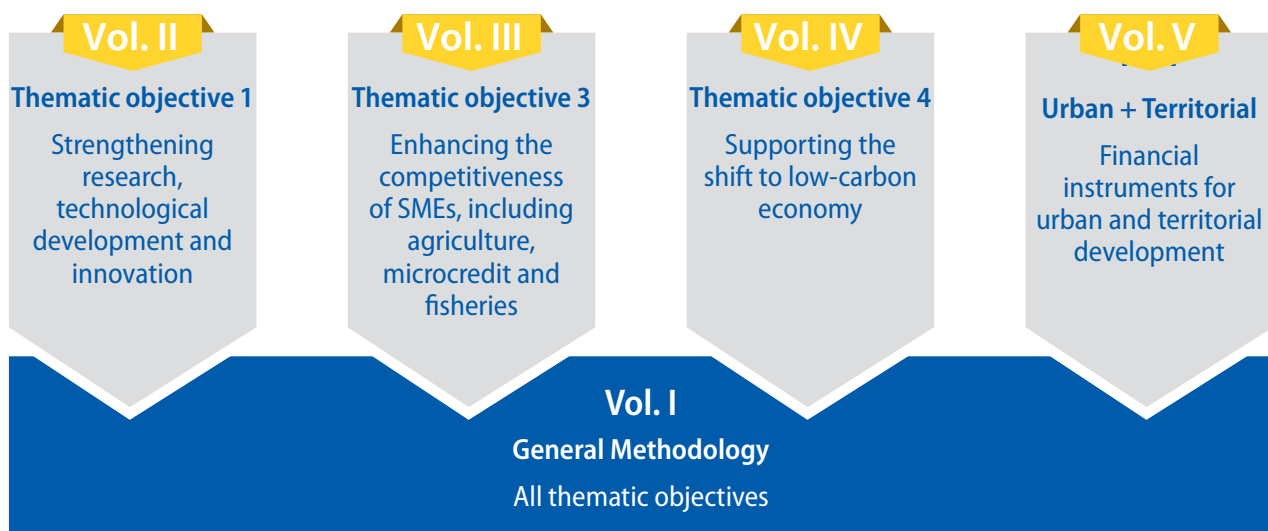 Vol. II
Thematic objective 1
Strengthening
research,
technological
development and
innovation
Vol. III
Thematic objective 3
Enhancing the
competitiveness
of SMEs, including
agriculture,
microcredit and
fisheries
Vol. IV
Thematic objective 4
Supporting the
shift to low-carbon
economy
Vol. V
Urban + Territorial
Financial
instruments for
urban and territorial
development
Vol. I
General Methodology
All thematic objectives